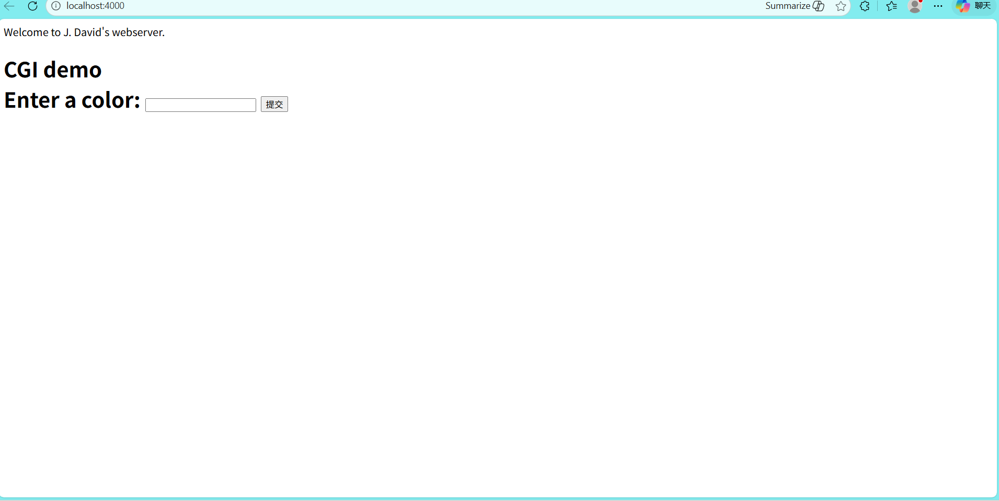 localhost:4000
Summarize
聊天
Welcome to J. David's webserver.
CGI demo
Enter a color:
提交